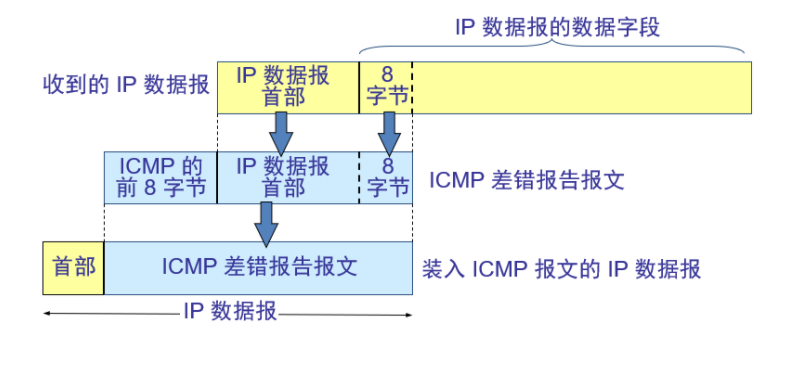 IP 数据报的数据字段
收到的 IP 数据报
IP 数据报
首部
8
字节
ICMP 的
前 8 字节
IP 数据报
首部
8
字节
ICMP 差错报告报文
首部
ICMP 差错报告报文
装入 ICMP 报文的 IP 数据报
IP 数据报